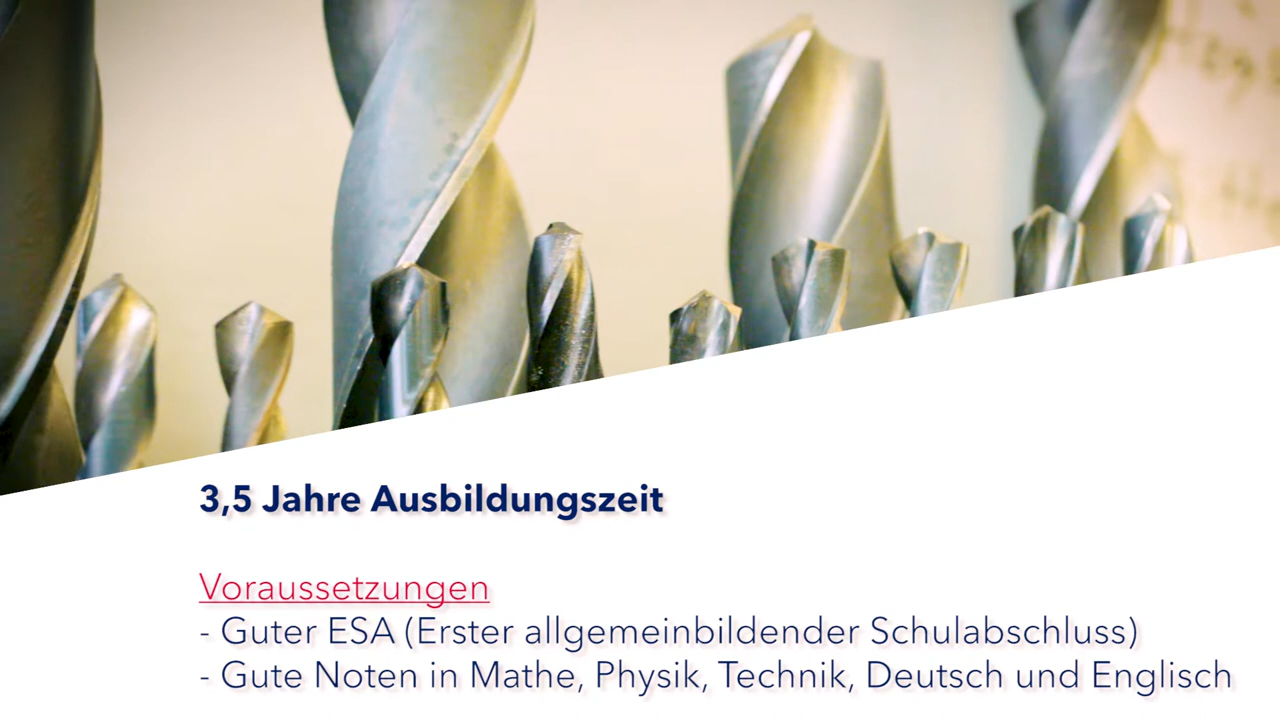 3,5 Jahre Ausbildungszeit
Voraussetzungen
- Guter ESA (Erster allgemeinbildender Schulabschluss)
- Gute Noten in Mathe, Physik, Technik, Deutsch und Englisch